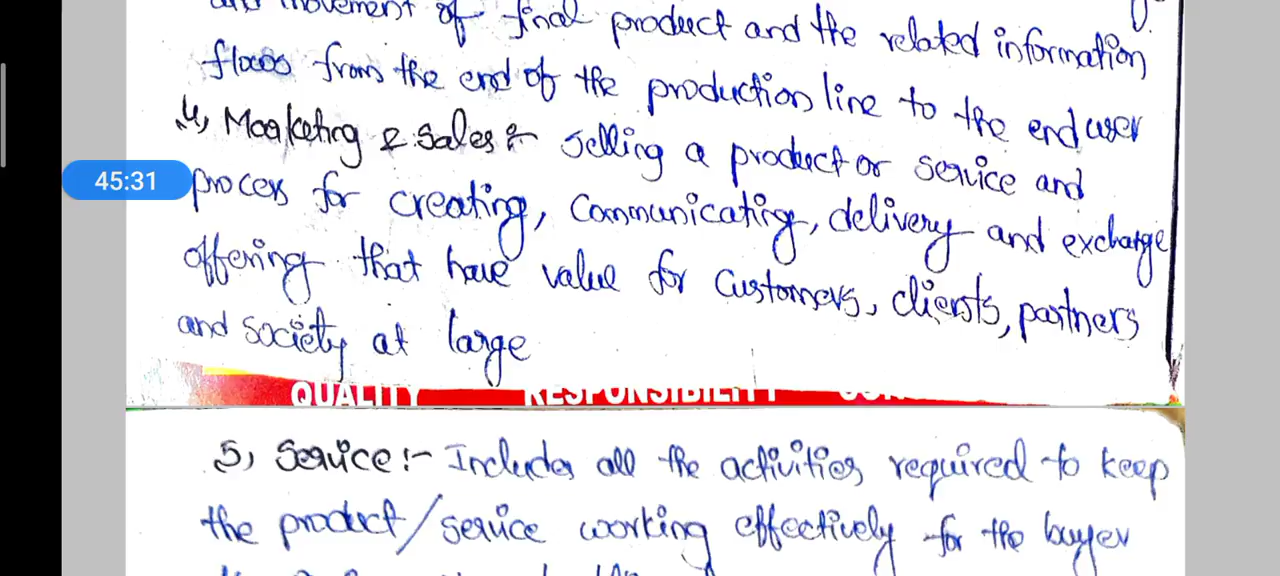 and movement of final product and the related information
flows from the end of the production line to the end user
4, Marketing & Sales :- Selling a product or service and
45:31
process for creating, communicating, delivery and exchange
offering that have value for customers, clients, partners
and society at large
QUALITY RESPONSIBILITY
5, Service :- Includes all the activities required to keep
the product/service working effectively for the buyer